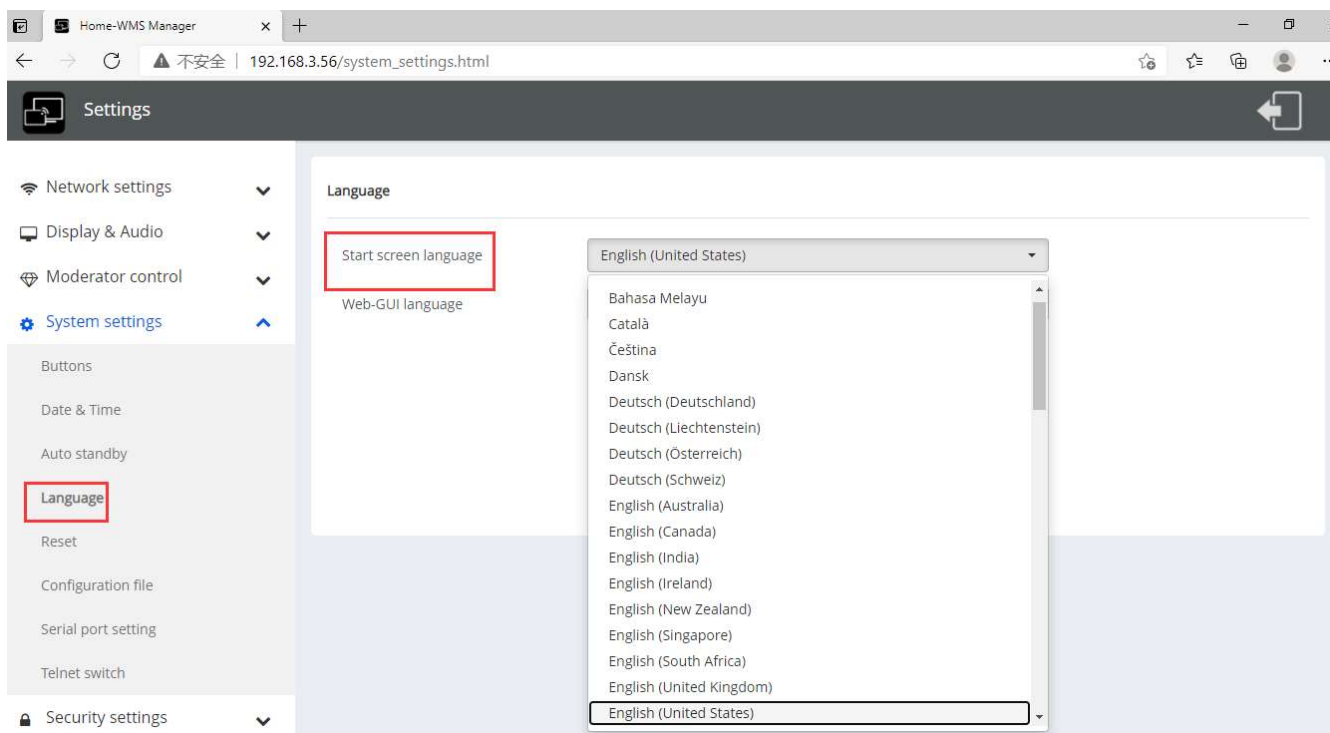 Home-WMS Manager
不安全 | 192.168.3.56/system_settings.html
Settings
Network settings
Display & Audio
Moderator control
System settings
Buttons
Date & Time
Auto standby
Language
Reset
Configuration file
Serial port setting
Telnet switch
Security settings
Language
Start screen language
English (United States)
Web-GUI language
Bahasa Melayu
Català
Čeština
Dansk
Deutsch (Deutschland)
Deutsch (Liechtenstein)
Deutsch (Österreich)
Deutsch (Schweiz)
English (Australia)
English (Canada)
English (India)
English (Ireland)
English (New Zealand)
English (Singapore)
English (South Africa)
English (United Kingdom)
English (United States)